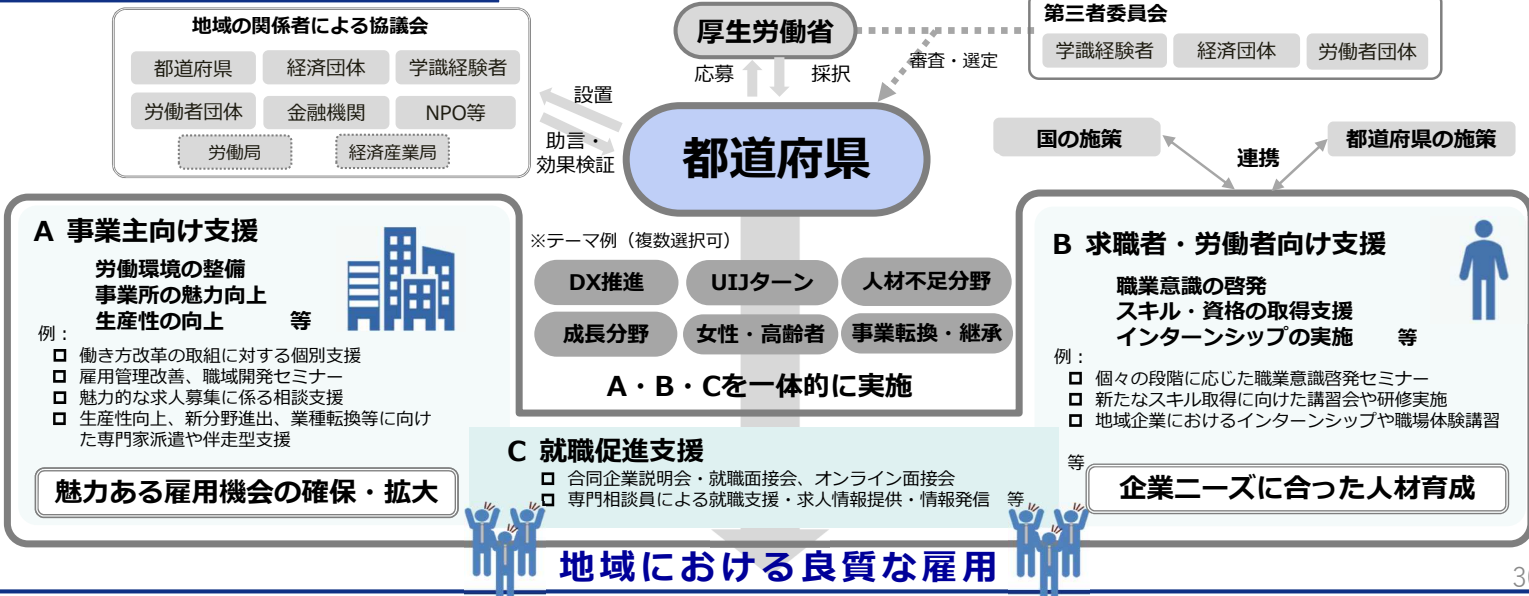 地域の関係者による協議会
都道府県 経済団体 学識経験者
労働者団体 金融機関 NPO等
労働局 経済産業局
設置
助言・
効果検証
厚生労働省
応募 採択
審査・選定
第三者委員会
学識経験者 経済団体 労働者団体
都道府県
国の施策 都道府県の施策
連携
A 事業主向け支援
労働環境の整備
事業所の魅力向上
生産性の向上 等
例：
働き方改革の取組に対する個別支援
雇用管理改善、職域開発セミナー
魅力的な求人募集に係る相談支援
生産性向上、新分野進出、業種転換等に向け
た専門家派遣や伴走型支援
魅力ある雇用機会の確保・拡大
※テーマ例（複数選択可）
DX推進 UIJターン 人材不足分野
成長分野 女性・高齢者 事業転換・継承
A・B・Cを一体的に実施
C 就職促進支援
合同企業説明会・就職面接会、オンライン面接会
専門相談員による就職支援・求人情報提供・情報発信 等
B 求職者・労働者向け支援
職業意識の啓発
スキル・資格の取得支援
インターンシップの実施 等
例：
個々の段階に応じた職業意識啓発セミナー
新たなスキル取得に向けた講習会や研修実施
地域企業におけるインターンシップや職場体験講習
等
企業ニーズに合った人材育成
地域における良質な雇用